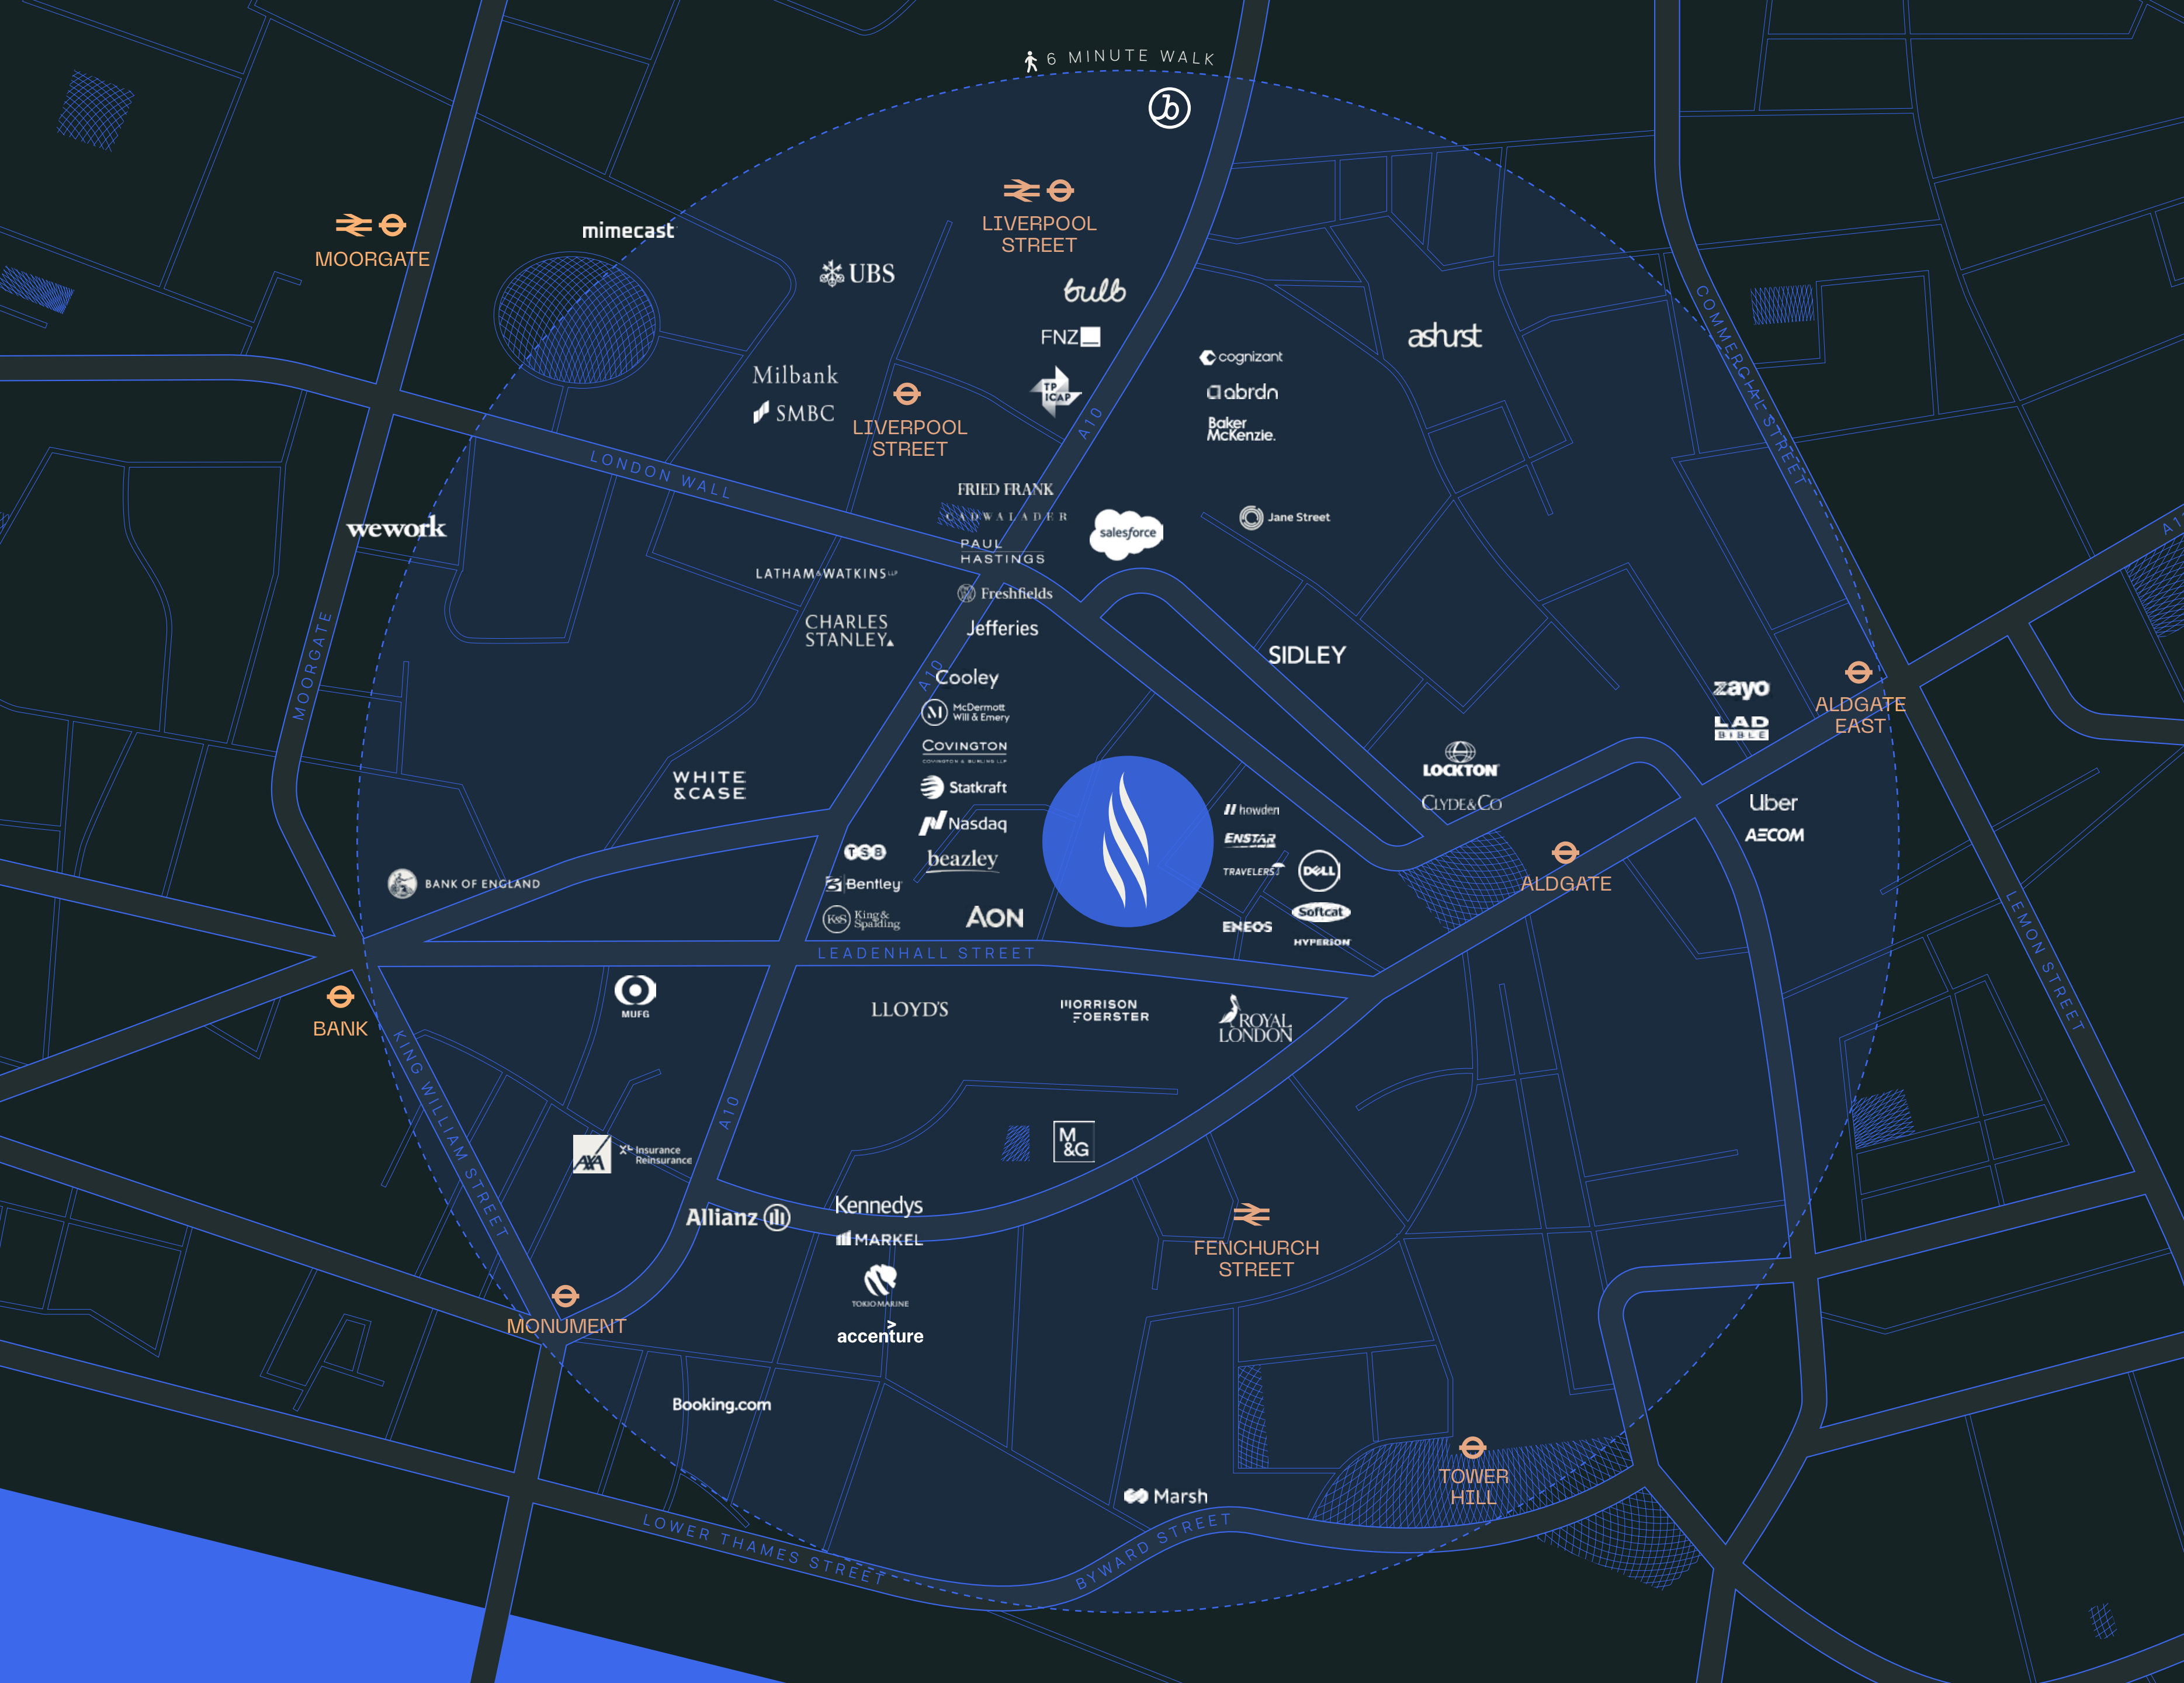 6 MINUTE WALK
b
LIVERPOOL
STREET
MOORGATE
mimecast
UBS
bulb
FNZ
ashurst
cognizant
Milbank
TP
ICAP
abrdn
SMBC
LIVERPOOL
STREET
A10
Baker
McKenzie.
COMMERCIAL STREET
LONDON WALL
FRIED FRANK
CADWALADER
wework
salesforce
Jane Street
A11
PAUL
HASTINGS
LATHAM&WATKINS LLP
Freshfields
CHARLES
STANLEY
Jefferies
MOORGATE
SIDLEY
A10
Cooley
zayo
ALDGATE
EAST
McDermott
Will & Emery
LAD
BIBLE
COVINGTON
COVINGTON & BURLING LLP
LOCKTON
WHITE
&CASE
Statkraft
CLYDE&CO
Uber
howden
Nasdaq
AECOM
ENSTAR
TSB
beazley
TRAVELERS
DELL
ALDGATE
BANK OF ENGLAND
Bentley
Softcat
K&S King &
Spalding
AON
ENEOS
HYPERION
LEADENHALL STREET
LEMON STREET
MUFG
LLOYD'S
MORRISON
FOERSTER
ROYAL
LONDON
BANK
KING WILLIAM STREET
A10
M
&G
AXA XL Insurance
Reinsurance
Kennedys
Allianz
MARKEL
FENCHURCH
STREET
TOKIO MARINE
MONUMENT
accenture
Booking.com
TOWER
HILL
Marsh
LOWER THAMES STREET
BYWARD STREET